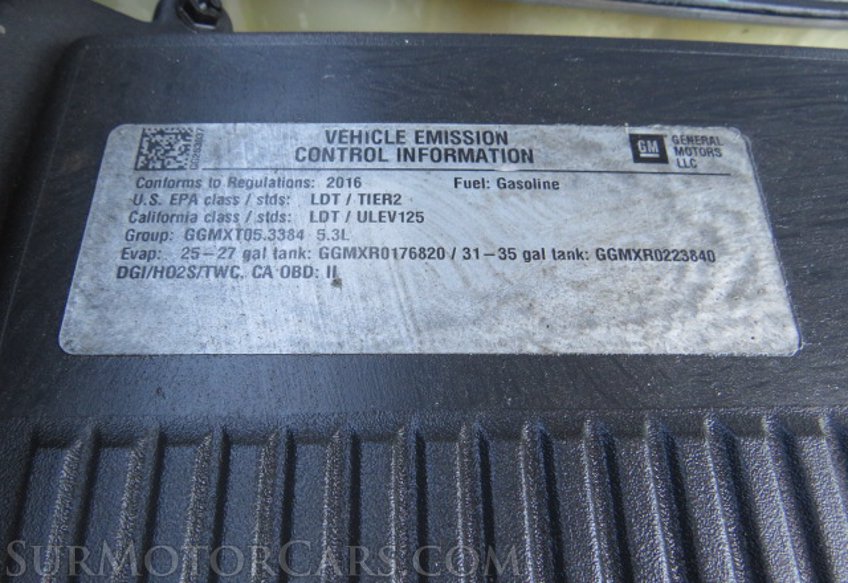 VEHICLE EMISSION
CONTROL INFORMATION
GM
GENERAL
MOTORS
LLC
Conforms to Regulations: 2016 Fuel: Gasoline
U.S. EPA class / stds: LDT / TIER2
California class / stds: LDT / ULEV125
Group: GGMXT05.3384 5.3L
Evap: 25-27 gal tank: GGMXR0176820 / 31-35 gal tank: GGMXR0223840
DGI/HO2S/TWC, CA OBD: II
SurMotorCars.com